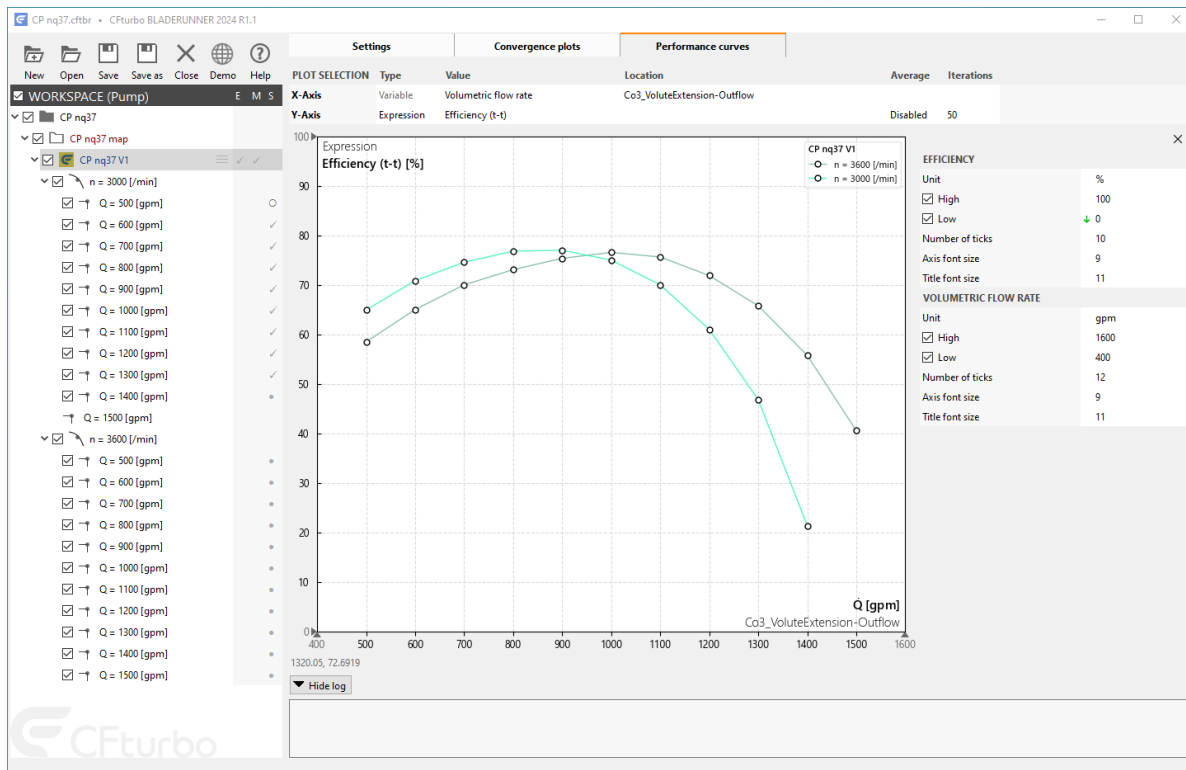 CP nq37.cftbr • CFturbo BLADERUNNER 2024 R1.1
New Open Save Save as Close Demo Help
WORKSPACE (Pump) E M S
CP nq37
CP nq37 map
CP nq37 V1
n = 3000 [/min]
Q = 500 [gpm]
Q = 600 [gpm]
Q = 700 [gpm]
Q = 800 [gpm]
Q = 900 [gpm]
Q = 1000 [gpm]
Q = 1100 [gpm]
Q = 1200 [gpm]
Q = 1300 [gpm]
Q = 1400 [gpm]
Q = 1500 [gpm]
n = 3600 [/min]
Q = 500 [gpm]
Q = 600 [gpm]
Q = 700 [gpm]
Q = 800 [gpm]
Q = 900 [gpm]
Q = 1000 [gpm]
Q = 1100 [gpm]
Q = 1200 [gpm]
Q = 1300 [gpm]
Q = 1400 [gpm]
Q = 1500 [gpm]
CFturbo
Settings Convergence plots Performance curves
PLOT SELECTION Type Value Location Average Iterations
X-Axis Variable Volumetric flow rate Co3_VoluteExtension-Outflow
Y-Axis Expression Efficiency (t-t) Disabled 50
Expression
Efficiency (t-t) [%]
CP nq37 V1
n = 3600 [/min]
n = 3000 [/min]
100
90
80
70
60
50
40
30
20
10
0
Q̇ [gpm]
Co3_VoluteExtension-Outflow
400 500 600 700 800 900 1000 1100 1200 1300 1400 1500 1600
1320.05, 72.6919
Hide log
EFFICIENCY
Unit %
High 100
Low 0
Number of ticks 10
Axis font size 9
Title font size 11
VOLUMETRIC FLOW RATE
Unit gpm
High 1600
Low 400
Number of ticks 12
Axis font size 9
Title font size 11